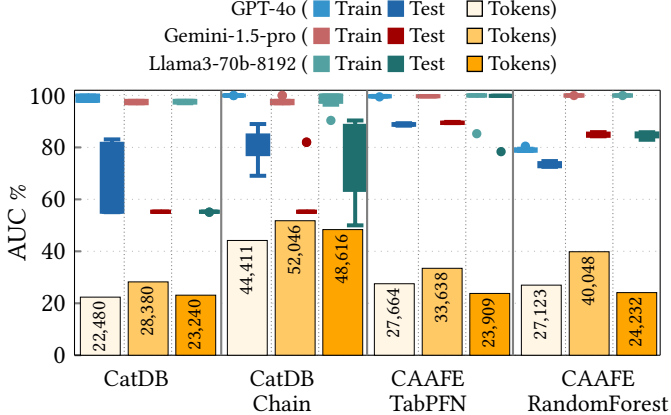 GPT-4o ( Train Test Tokens)
Gemini-1.5-pro ( Train Test Tokens)
Llama3-70b-8192 ( Train Test Tokens)
AUC %
100
80
60
40
20
0
22,480
28,380
23,240
44,411
52,046
48,616
27,664
33,638
23,909
27,123
40,048
24,232
CatDB
CatDB
Chain
CAAFE
TabPFN
CAAFE
RandomForest